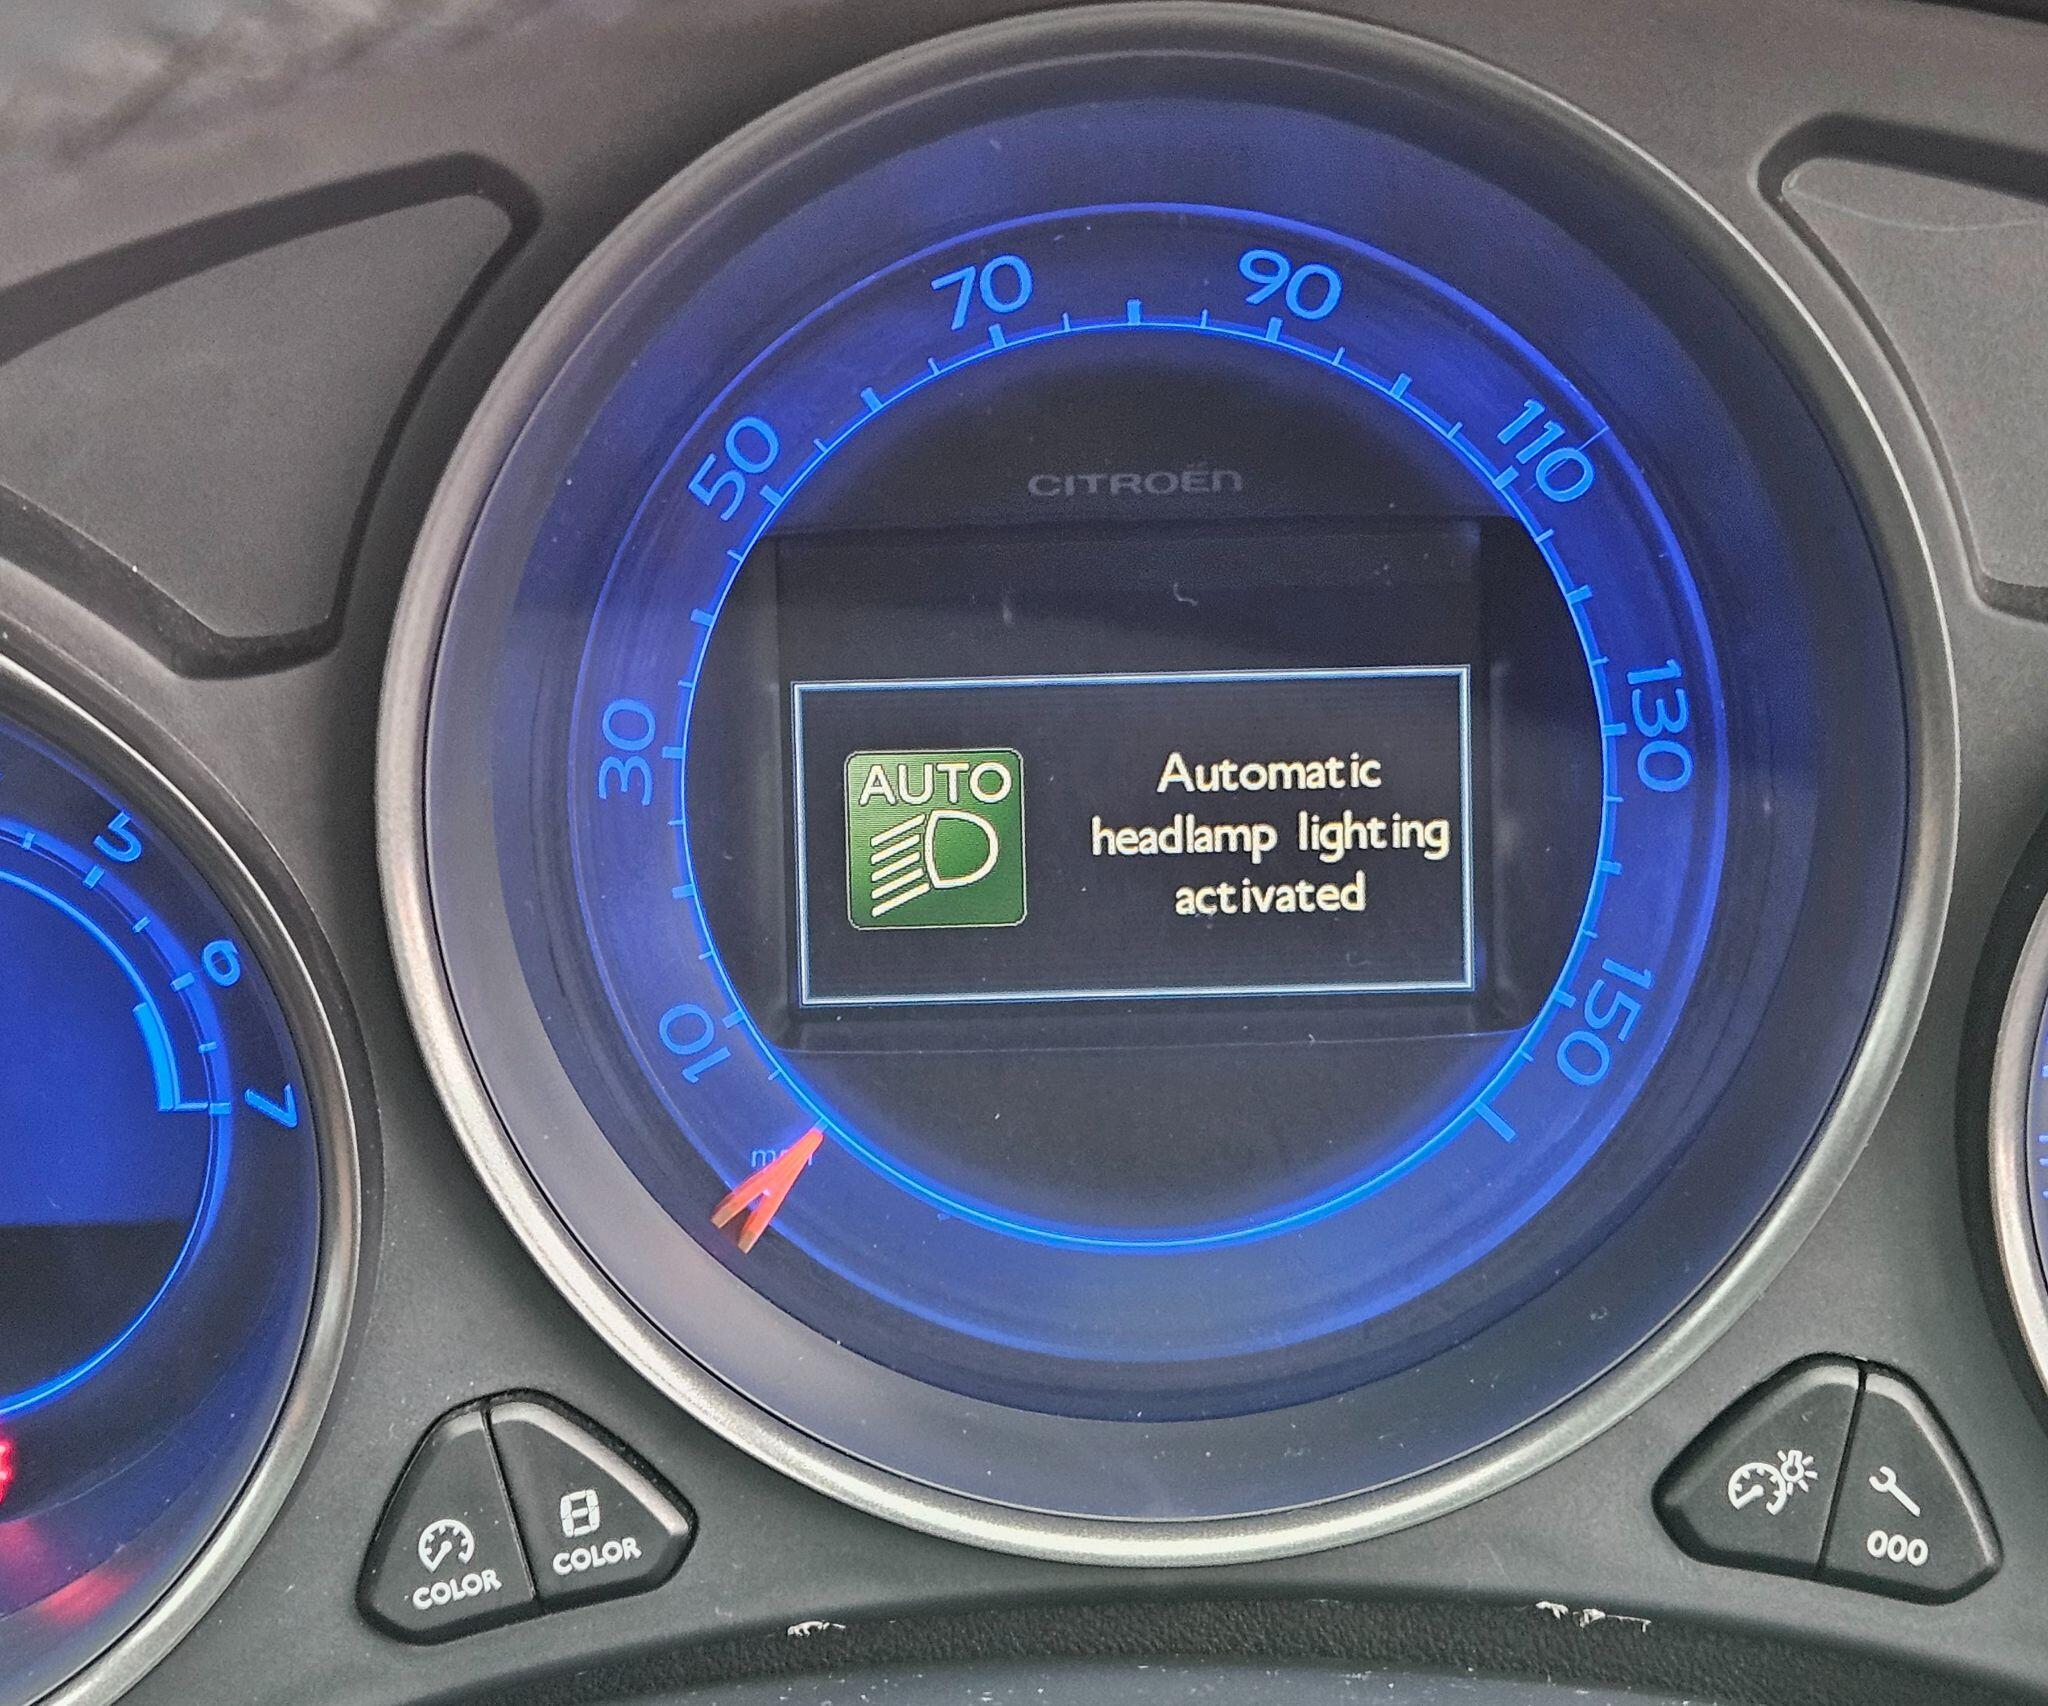 70
90
50
110
CITROËN
30
130
AUTO
Automatic
headlamp lighting
activated
5
6
7
10
150
COLOR
COLOR
000